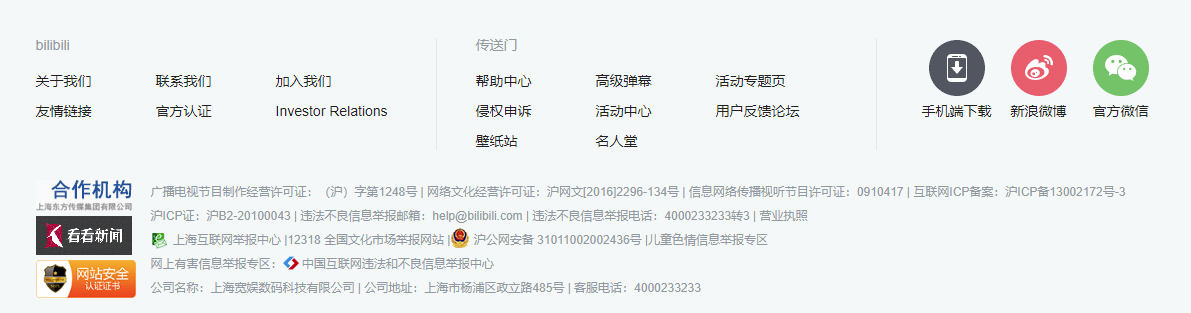 bilibili
关于我们 联系我们 加入我们
友情链接 官方认证 Investor Relations
传送门
帮助中心 高级弹幕 活动专题页
侵权申诉 活动中心 用户反馈论坛
壁纸站 名人堂
手机端下载 新浪微博 官方微信
合作机构
上海东方传媒集团有限公司
看看新闻
网站安全
认证证书
广播电视节目制作经营许可证：（沪）字第1248号 | 网络文化经营许可证：沪网文[2016]2296-134号 | 信息网络传播视听节目许可证：0910417 | 互联网ICP备案：沪ICP备13002172号-3
沪ICP证：沪B2-20100043 | 违法不良信息举报邮箱：help@bilibili.com | 违法不良信息举报电话：4000233233转3 | 营业执照
上海互联网举报中心 |12318 全国文化市场举报网站 | 沪公网安备 31011002002436号 |儿童色情信息举报专区
网上有害信息举报专区： 中国互联网违法和不良信息举报中心
公司名称：上海宽娱数码科技有限公司 | 公司地址：上海市杨浦区政立路485号 | 客服电话：4000233233